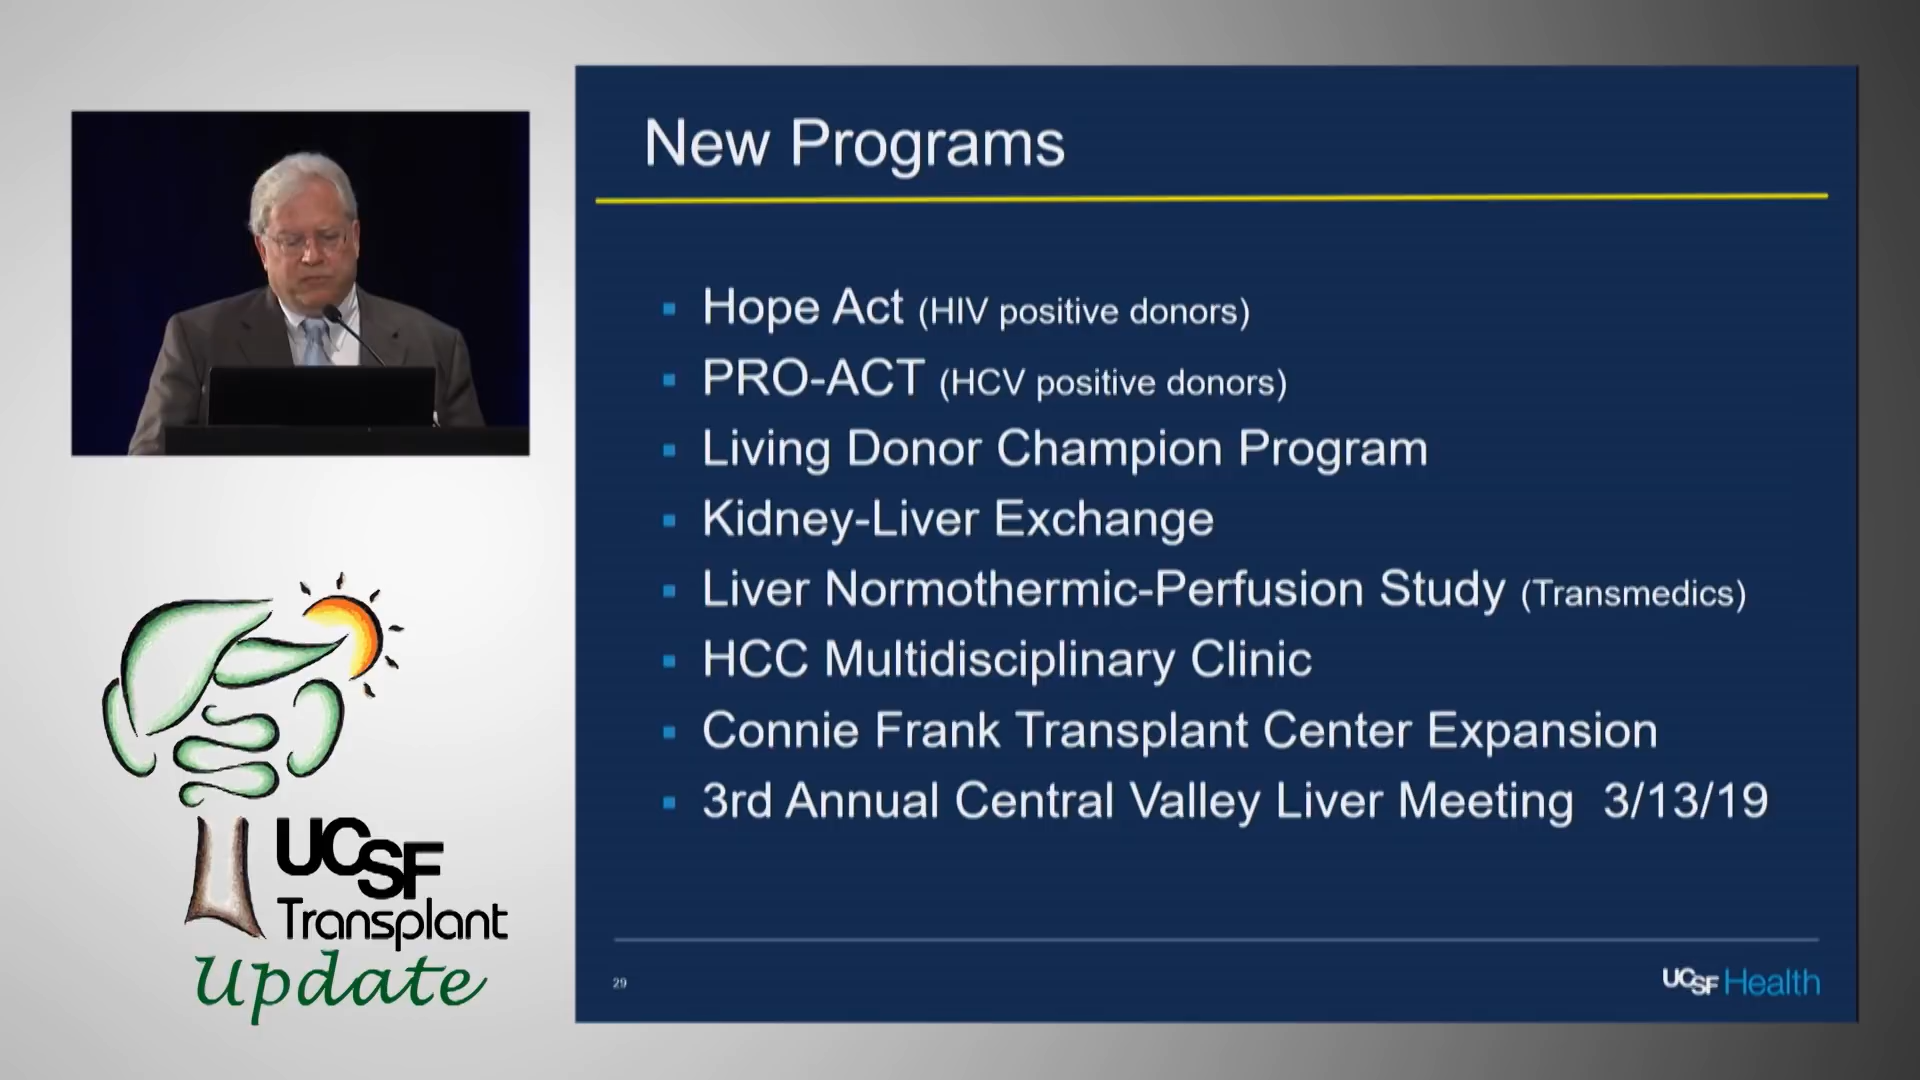 New Programs
Hope Act (HIV positive donors)
PRO-ACT (HCV positive donors)
Living Donor Champion Program
Kidney-Liver Exchange
Liver Normothermic-Perfusion Study (Transmedics)
HCC Multidisciplinary Clinic
Connie Frank Transplant Center Expansion
3rd Annual Central Valley Liver Meeting 3/13/19
29
UCSF Health
UCSF
Transplant
Update